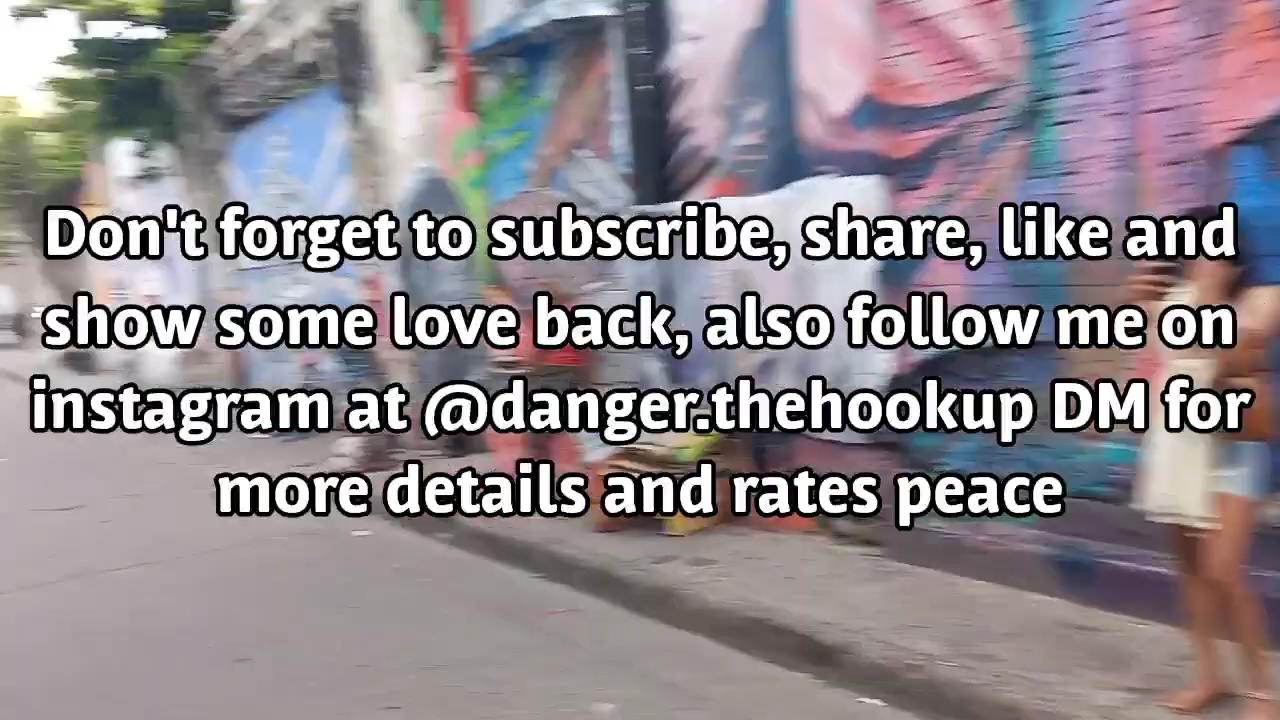 Don't forget to subscribe, share, like and
show some love back, also follow me on
instagram at @danger.thehookup DM for
more details and rates peace